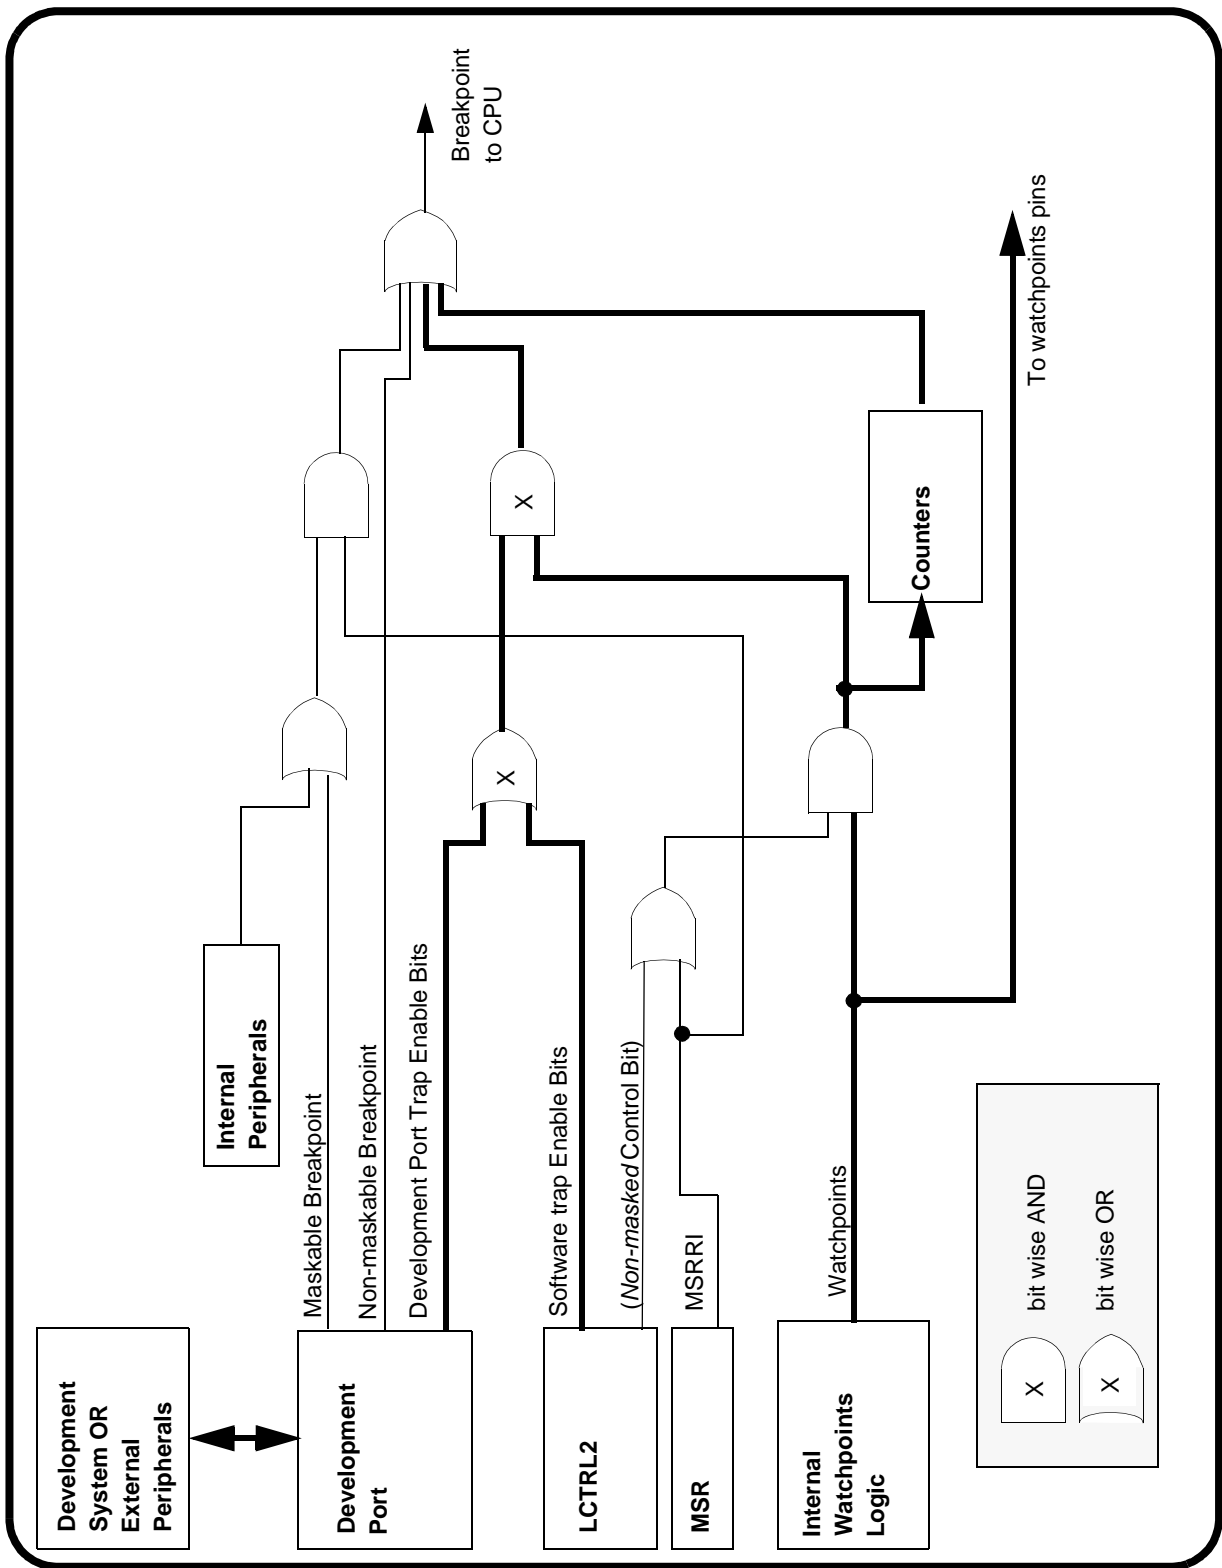 Development
System OR
External
Peripherals
Development
Port
LCTRL2
MSR
Internal
Watchpoints
Logic
Internal
Peripherals
Maskable Breakpoint
Non-maskable Breakpoint
Development Port Trap Enable Bits
Software trap Enable Bits
(Non-masked Control Bit)
MSRRI
Watchpoints
X
X
Counters
Breakpoint
to CPU
To watchpoints pins
X
bit wise AND
X
bit wise OR